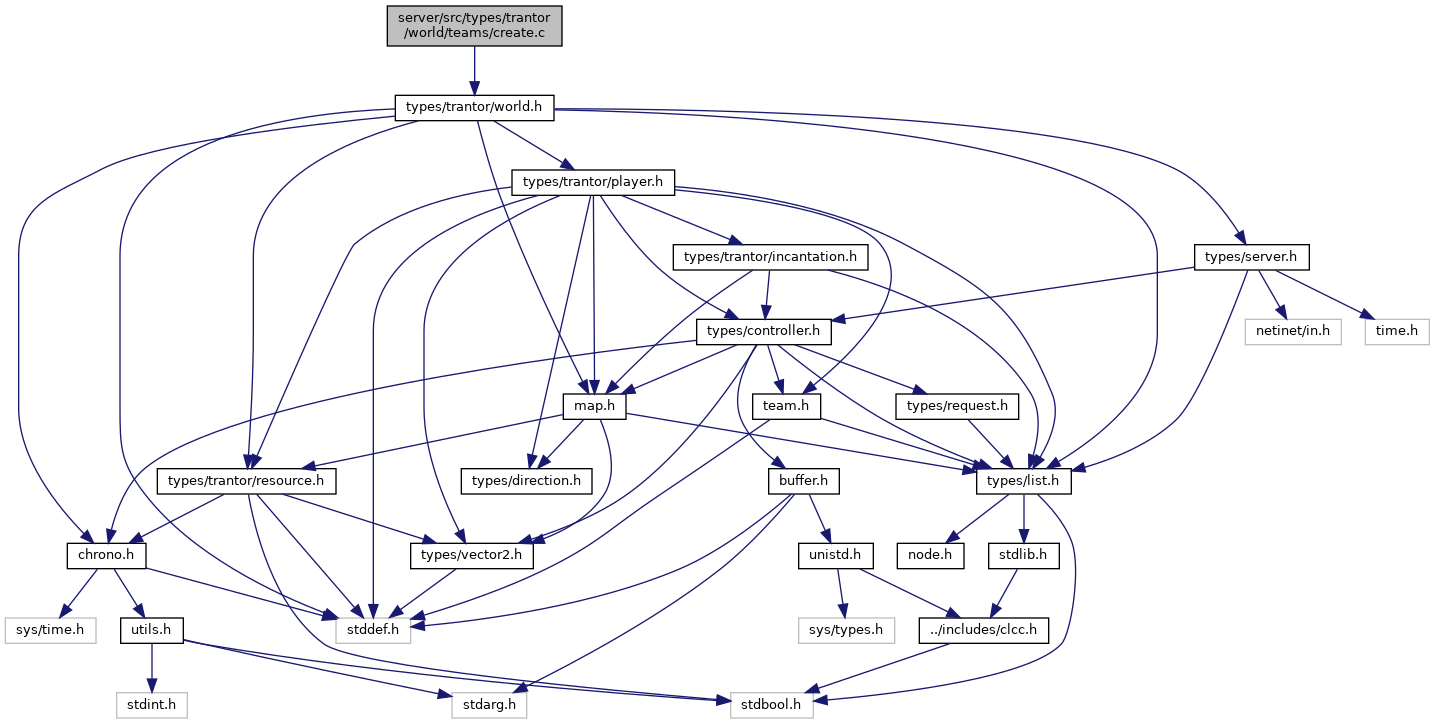 server/src/types/trantor
/world/teams/create.c
types/trantor/world.h
types/trantor/player.h
types/trantor/incantation.h
types/server.h
types/controller.h
netinet/in.h
time.h
map.h
team.h
types/request.h
types/trantor/resource.h
types/direction.h
buffer.h
types/list.h
chrono.h
types/vector2.h
unistd.h
node.h
stdlib.h
sys/time.h
utils.h
stddef.h
sys/types.h
../includes/clcc.h
stdint.h
stdarg.h
stdbool.h